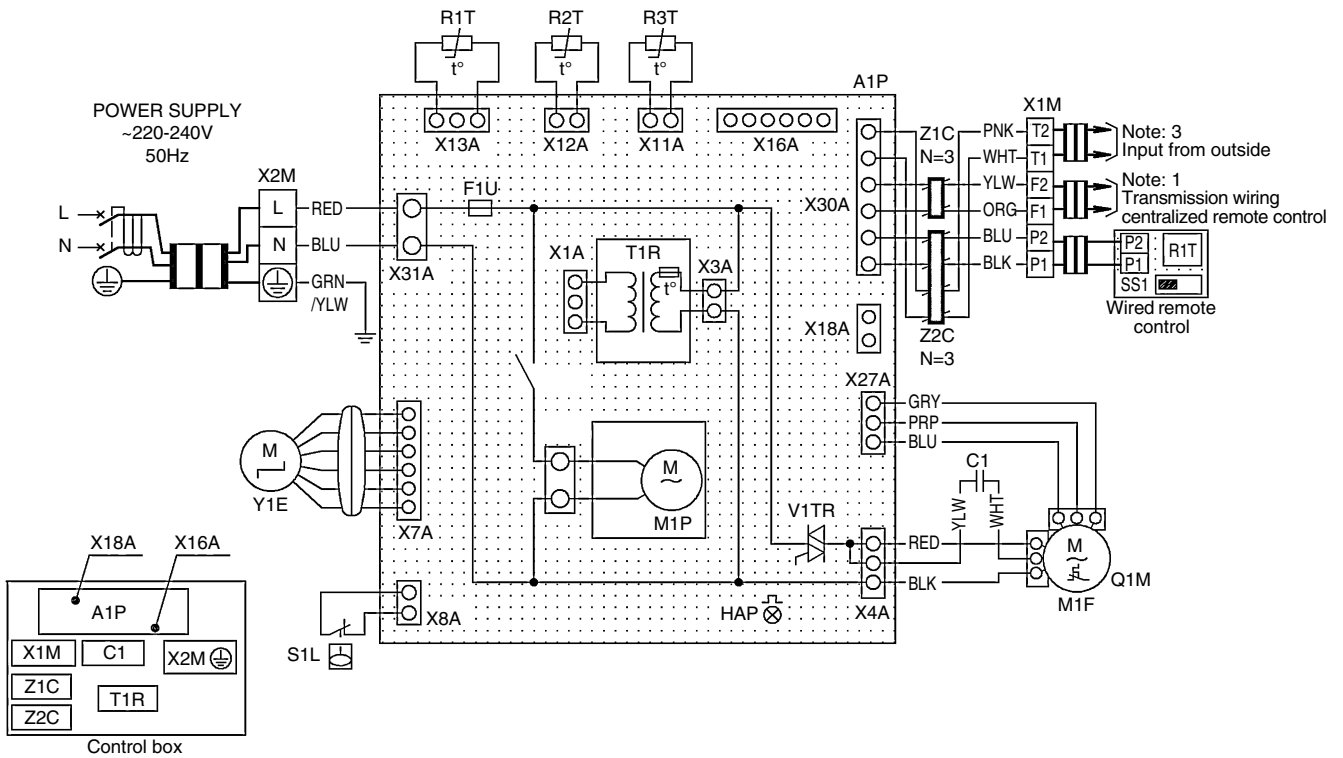 R1T
R2T
R3T
t°
t°
t°
A1P
X13A
X12A
X11A
X16A
POWER SUPPLY
~220-240V
50Hz
X2M
L
N
L
N
RED
BLU
GRN
/YLW
X31A
F1U
X1A
T1R
t°
X3A
X30A
X18A
Z1C
N=3
Z2C
N=3
X1M
PNK
T2
WHT
T1
YLW
F2
ORG
F1
BLU
P2
BLK
P1
Note: 3
Input from outside
Note: 1
Transmission wiring
centralized remote control
P2
P1
R1T
SS1
Wired remote
control
X27A
GRY
PRP
BLU
C1
YLW
WHT
M
Y1E
X7A
M
~
M1P
V1TR
RED
BLK
X4A
M
~
Q1M
M1F
HAP
X8A
S1L
X18A
X16A
A1P
X1M
C1
X2M
Z1C
T1R
Z2C
Control box